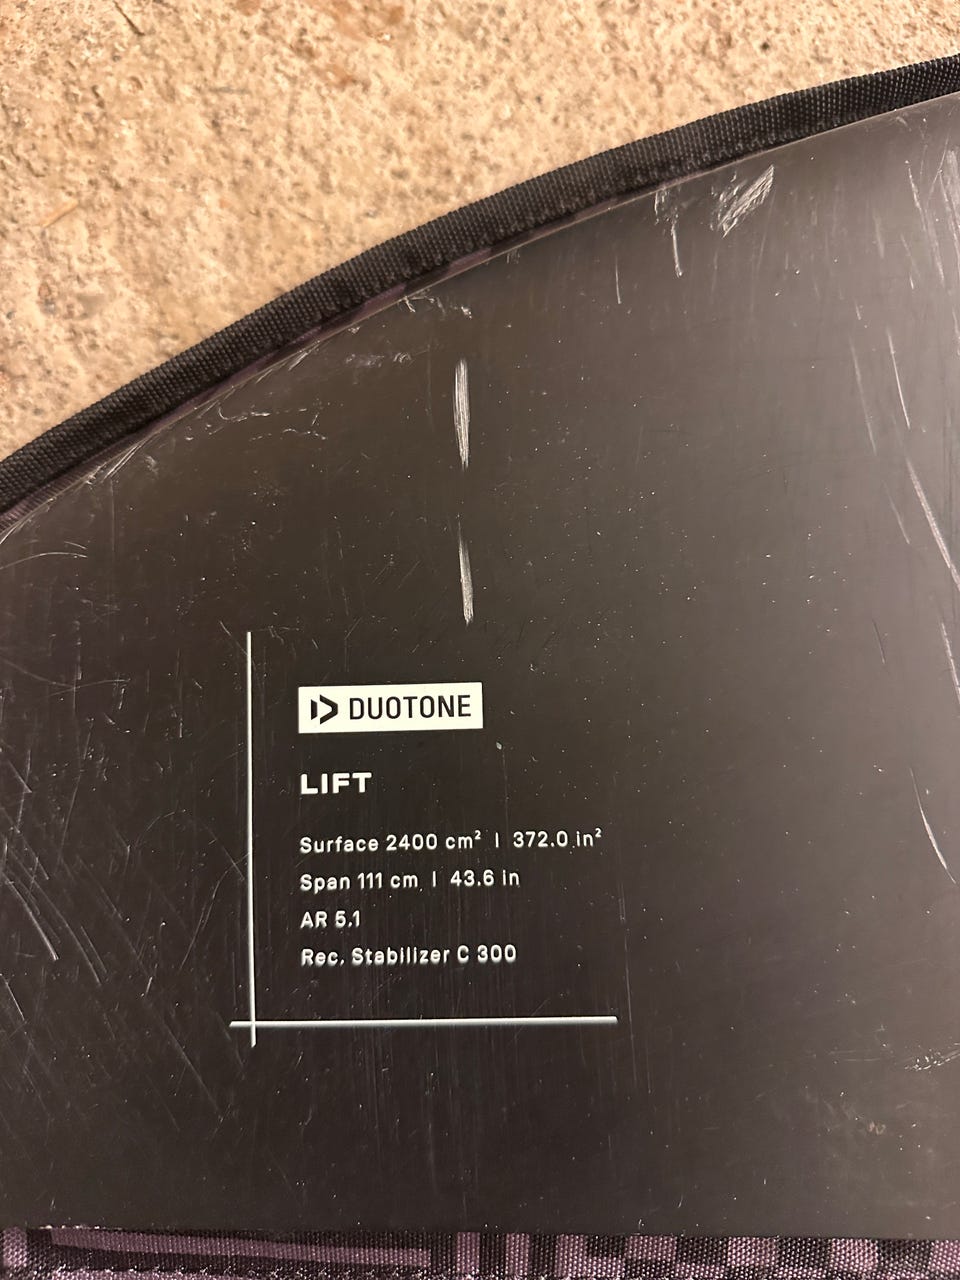 DUOTONE
LIFT
Surface 2400 cm² | 372.0 in²
Span 111 cm | 43.6 in
AR 5.1
Rec. Stabilizer C 300